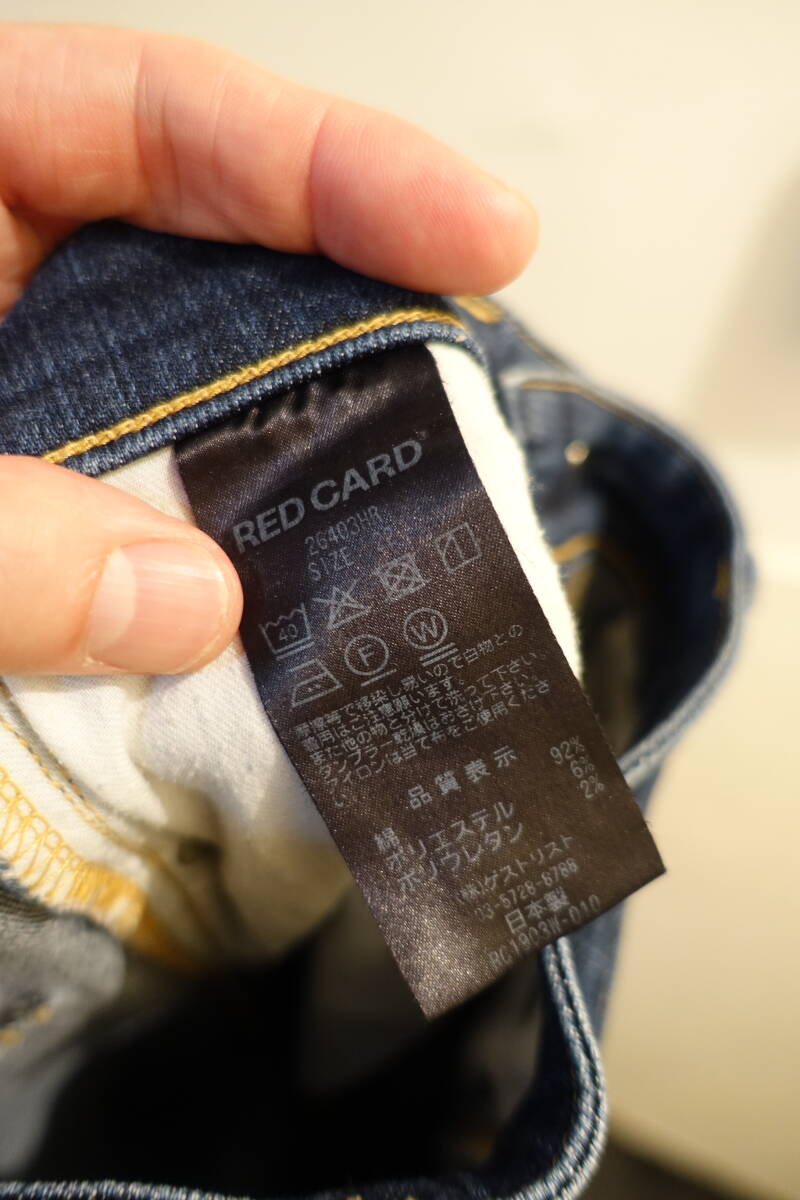 RED CARD®
26403HR
SIZE
40
1
F
W
摩擦等で移染し易いので白物との
着用はご注意願います。
また他の物と分けて洗って下さい。
タンブラー乾燥はお避け下さい。
アイロンは当て布をご使用くださ
い。
品質表示
綿 92%
ポリエステル 6%
ポリウレタン 2%
(株)ゲストリスト
03-6728-6788
日本製
RC1903W-010